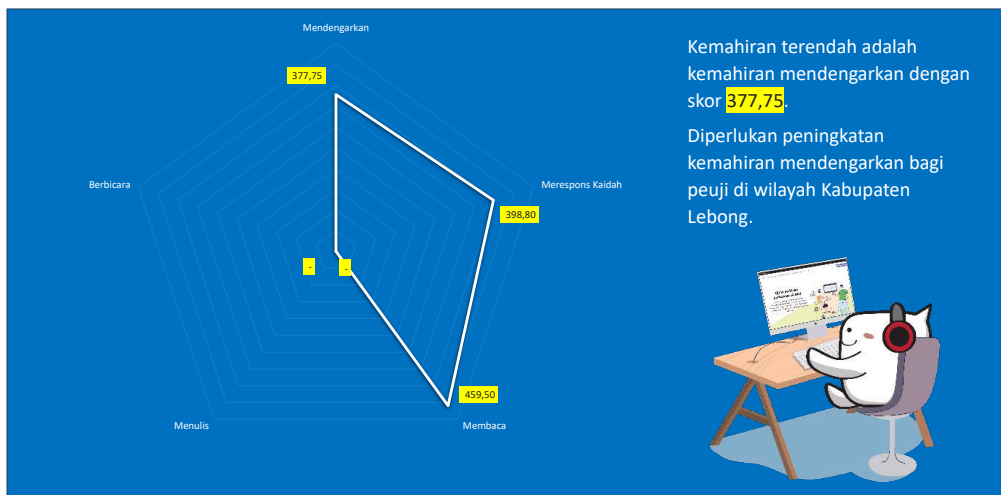 Mendengarkan
377,75
Kemahiran terendah adalah
kemahiran mendengarkan dengan
skor 377,75.
Diperlukan peningkatan
kemahiran mendengarkan bagi
peuji di wilayah Kabupaten
Lebong.
Berbicara
Merespons Kaidah
398,80
-
-
459,50
Menulis
Membaca